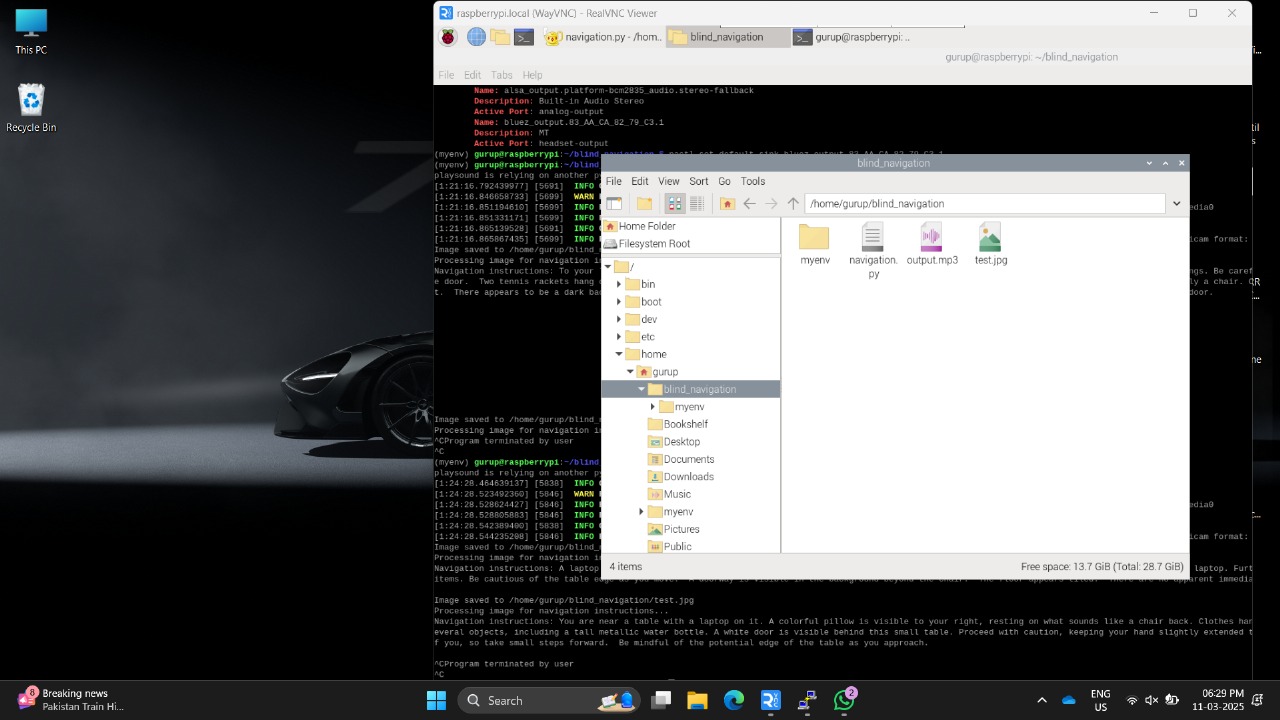 This PC
Recycle Bin
raspberrypi.local (WayVNC) - RealVNC Viewer
navigation.py - /hom..
blind_navigation
gurup@raspberrypi: ..
gurup@raspberrypi: ~/blind_navigation
File Edit Tabs Help
Name: alsa_output.platform-bcm2835_audio.stereo-fallback
Description: Built-in Audio Stereo
Active Port: analog-output
Name: bluez_output.83_AA_CA_02_79_C3.1
Description: MT
Active Port: headset-output
(myenv) gurup@raspberrypi:~/blind_navigation $ pactl set-default-sink bluez_output.83_AA_CA_02_79_C3.1
(myenv) gurup@raspberrypi:~/blind
playsound is relying on another py
[1:21:16.792439977] [5691] INFO C
[1:21:16.846658733] [5699] WARN R
[1:21:16.851194610] [5699] INFO R
edia0
[1:21:16.851331171] [5699] INFO R
[1:21:16.865139528] [5691] INFO C
[1:21:16.865867435] [5699] INFO R
icam format:
Image saved to /home/gurup/blind_n
Processing image for navigation in
Navigation instructions: To your
ngs. Be caref
e door. Two tennis rackets hang o
ly a chair. C
t. There appears to be a dark bac
door.
Image saved to /home/gurup/blind_n
Processing image for navigation in
^CProgram terminated by user
^C
(myenv) gurup@raspberrypi:~/blind
playsound is relying on another py
[1:24:28.464639137] [5838] INFO C
[1:24:28.523492360] [5846] WARN R
[1:24:28.528624427] [5846] INFO R
edia0
[1:24:28.528805883] [5846] INFO R
[1:24:28.542389400] [5838] INFO C
[1:24:28.544235208] [5846] INFO R
icam format:
Image saved to /home/gurup/blind_n
Processing image for navigation in
Navigation instructions: A laptop
laptop. Furt
items. Be cautious of the table edge as you move. A doorway is visible in the background beyond the chair. The floor appears tiled. There are no apparent immedia
Image saved to /home/gurup/blind_navigation/test.jpg
Processing image for navigation instructions...
Navigation instructions: You are near a table with a laptop on it. A colorful pillow is visible to your right, resting on what sounds like a chair back. Clothes han
everal objects, including a tall metallic water bottle. A white door is visible behind this small table. Proceed with caution, keeping your hand slightly extended t
f you, so take small steps forward. Be mindful of the potential edge of the table as you approach.
^CProgram terminated by user
^C
blind_navigation
File Edit View Sort Go Tools
/home/gurup/blind_navigation
Home Folder
Filesystem Root
/
bin
boot
dev
etc
home
gurup
blind_navigation
myenv
Bookshelf
Desktop
Documents
Downloads
Music
myenv
Pictures
Public
myenv
navigation.
py
output.mp3
test.jpg
4 items
Free space: 13.7 GiB (Total: 28.7 GiB)
8
Breaking news
Pakistan Train Hi...
Search
2
ENG
US
06:29 PM
11-03-2025